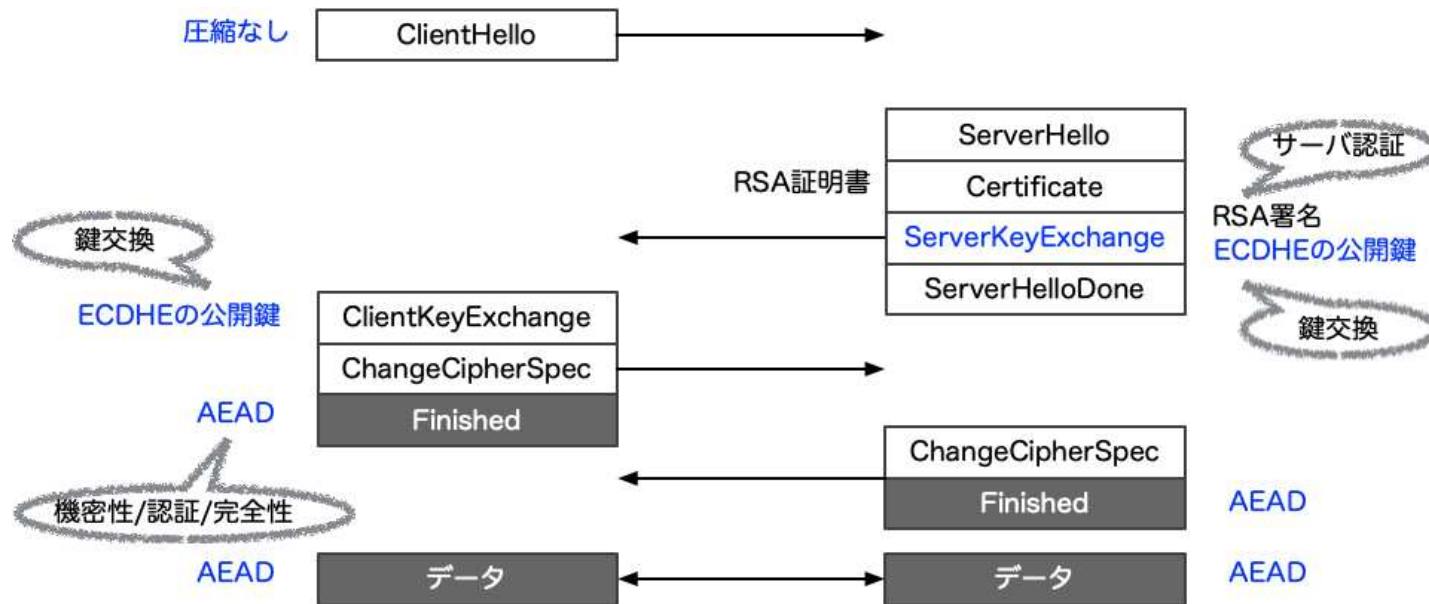 圧縮なし
ClientHello
ServerHello
サーバ認証
RSA証明書
Certificate
RSA署名
鍵交換
ServerKeyExchange
ECDHEの公開鍵
ServerHelloDone
ECDHEの公開鍵
ClientKeyExchange
鍵交換
ChangeCipherSpec
AEAD
Finished
ChangeCipherSpec
機密性/認証/完全性
Finished
AEAD
AEAD
データ
データ
AEAD